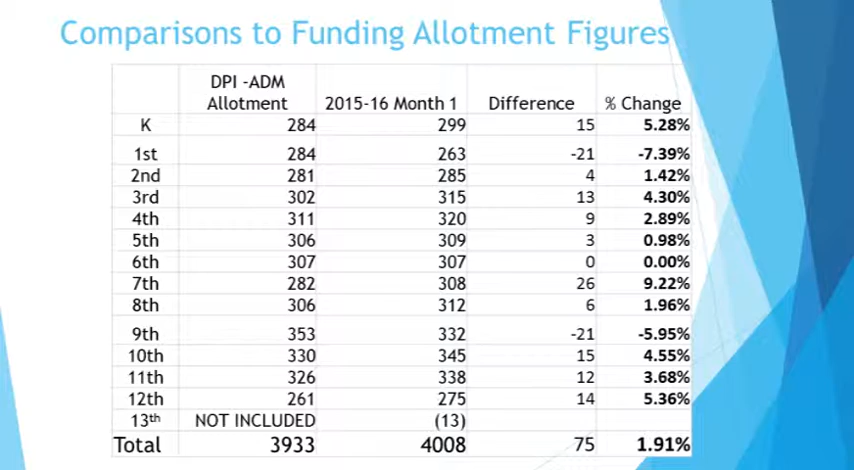 Comparisons to Funding Allotment Figures
DPI -ADM
Allotment 2015-16 Month 1 Difference % Change
K 284 299 15 5.28%
1st 284 263 -21 -7.39%
2nd 281 285 4 1.42%
3rd 302 315 13 4.30%
4th 311 320 9 2.89%
5th 306 309 3 0.98%
6th 307 307 0 0.00%
7th 282 308 26 9.22%
8th 306 312 6 1.96%
9th 353 332 -21 -5.95%
10th 330 345 15 4.55%
11th 326 338 12 3.68%
12th 261 275 14 5.36%
13th NOT INCLUDED (13)
Total 3933 4008 75 1.91%